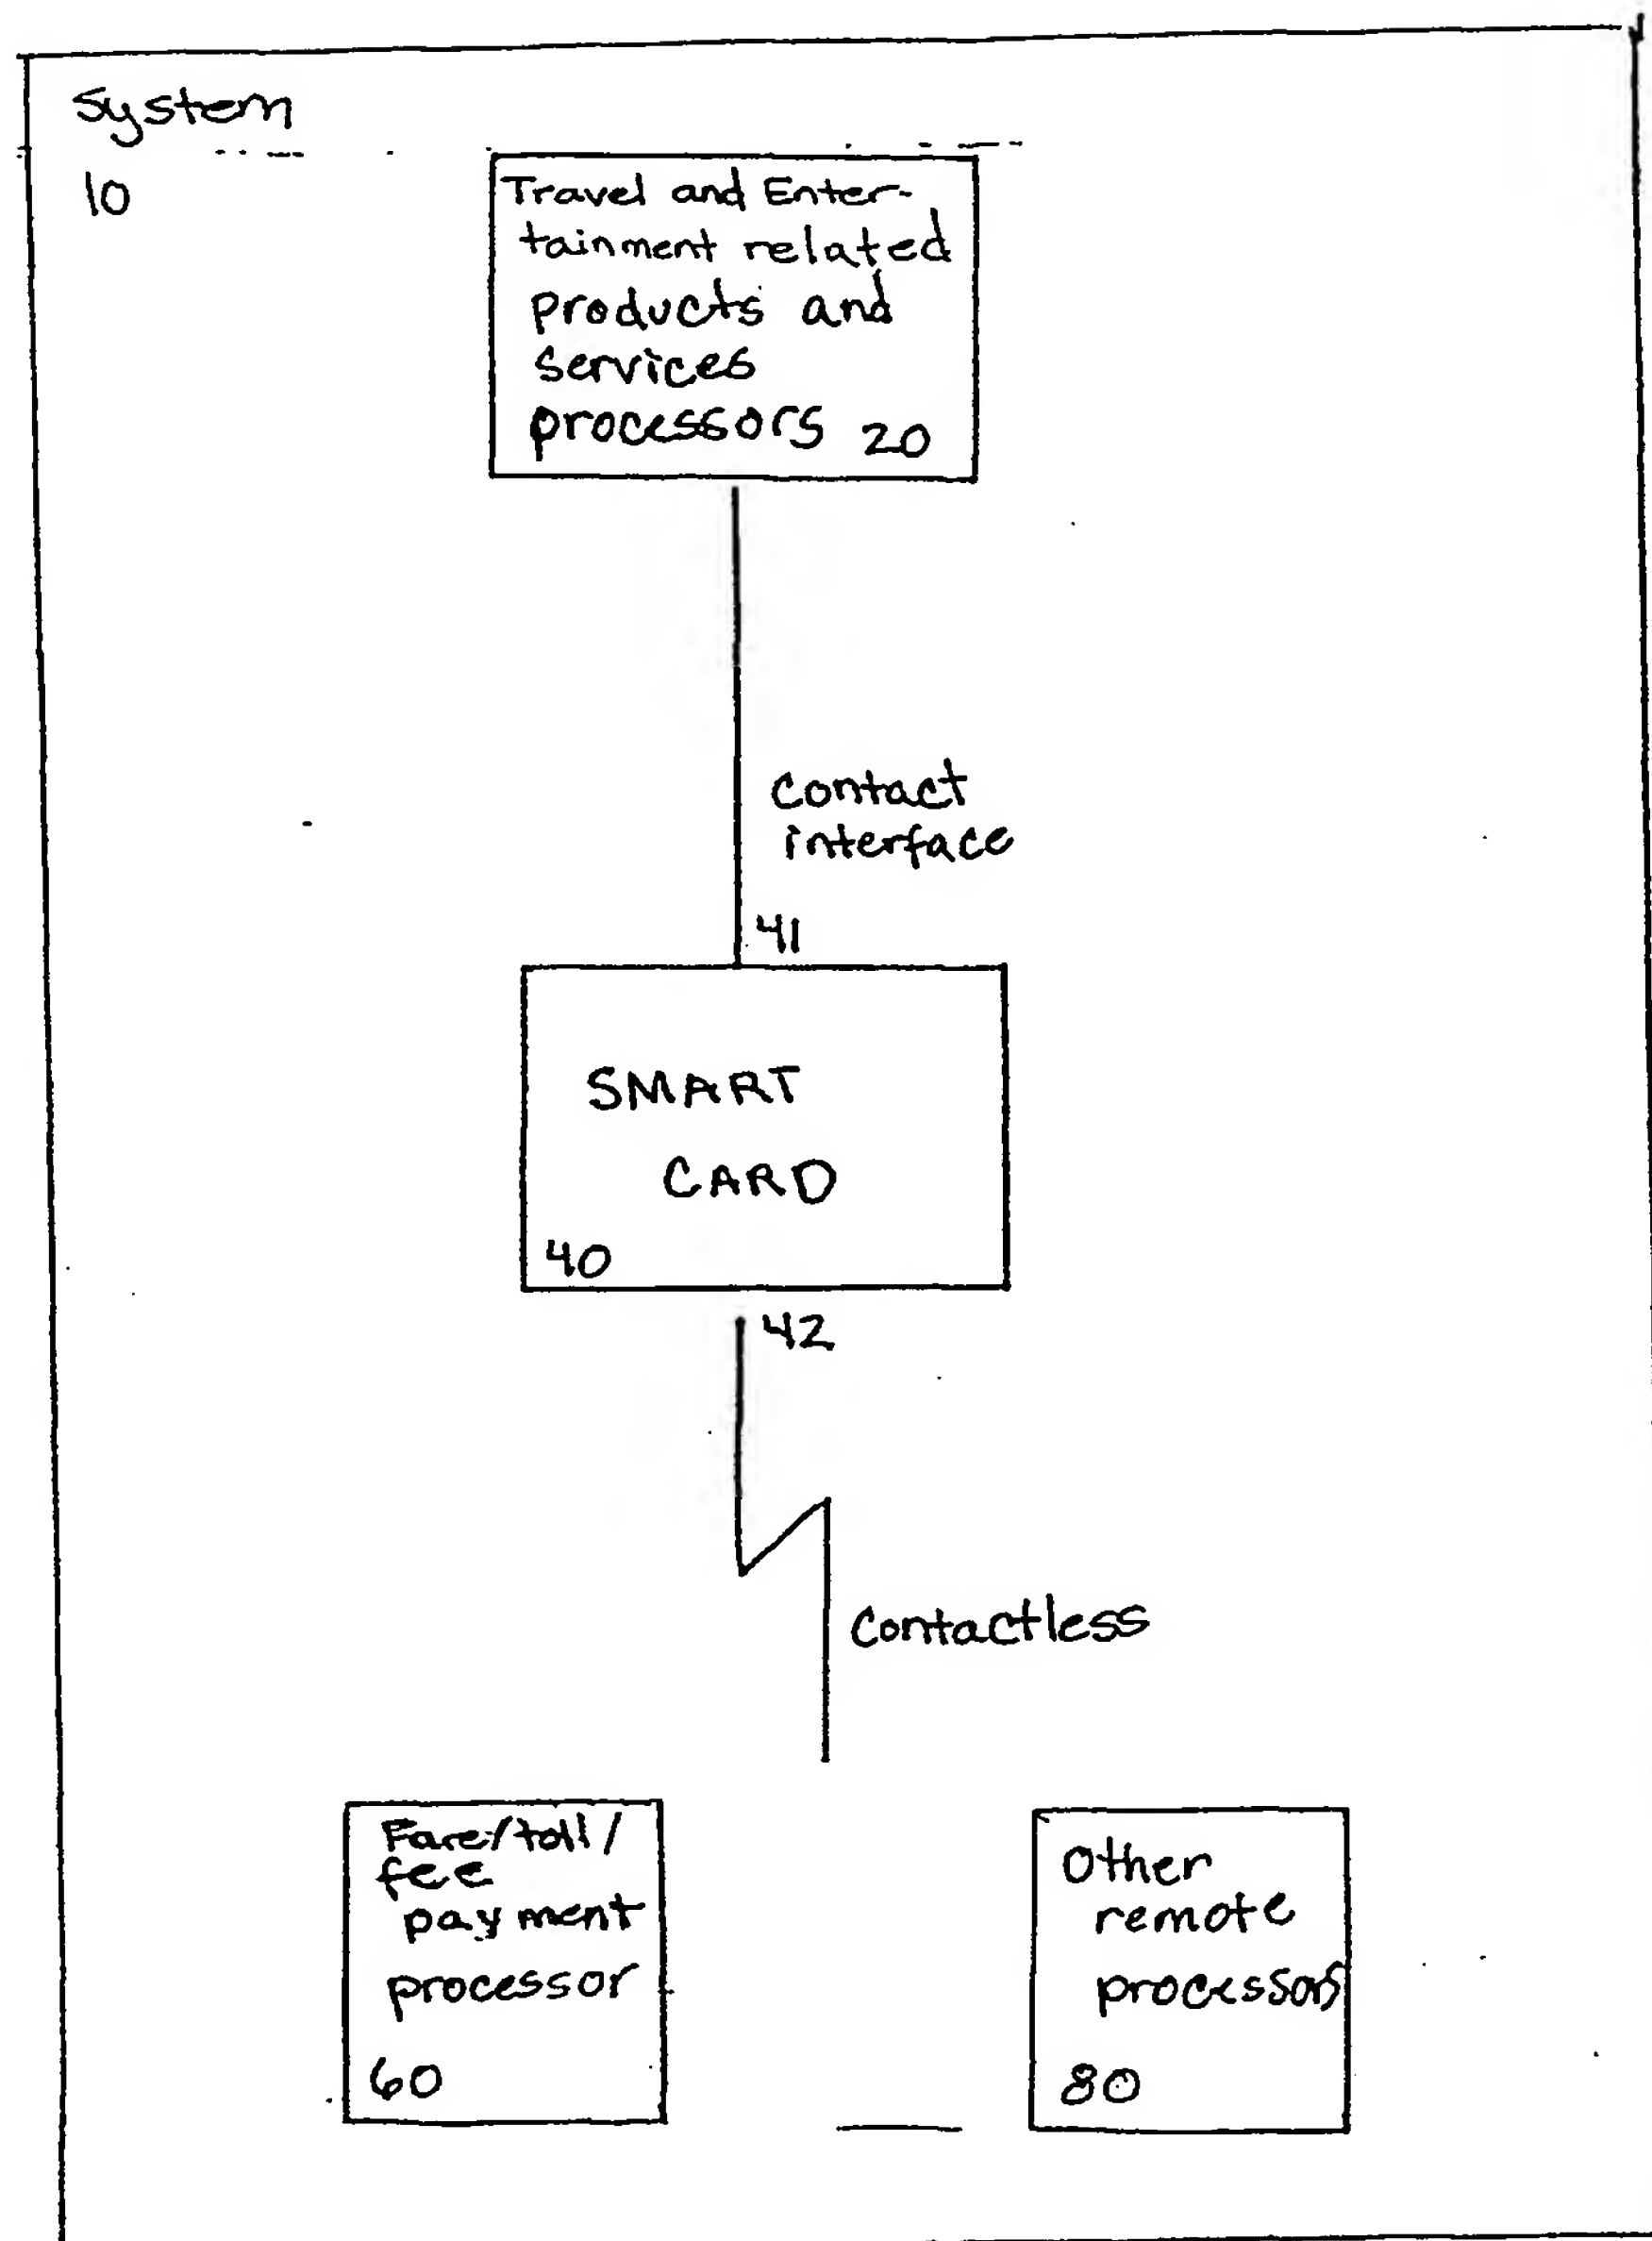 System
10
Travel and Enter-
tainment related
products and
services
processors 20
Contact
interface
41
SMART
CARD
40
42
Contactless
Fare/toll/
fee
payment
processor
60
Other
remote
processors
80